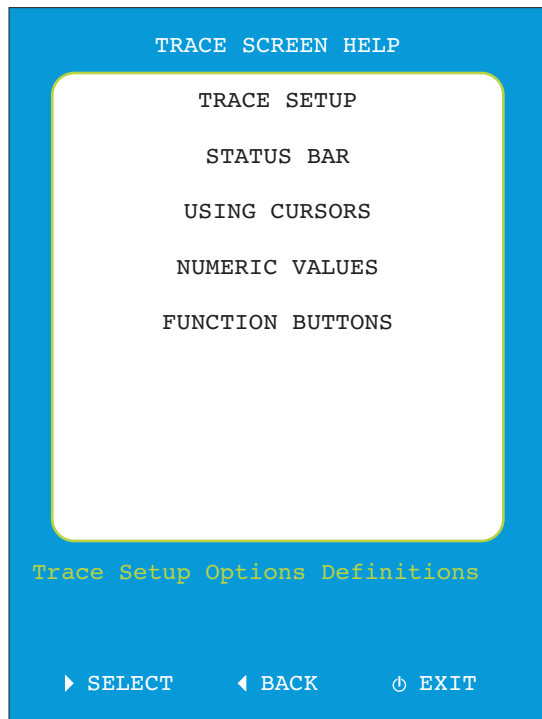 TRACE SCREEN HELP
TRACE SETUP
STATUS BAR
USING CURSORS
NUMERIC VALUES
FUNCTION BUTTONS
Trace Setup Options Definitions
SELECT BACK EXIT